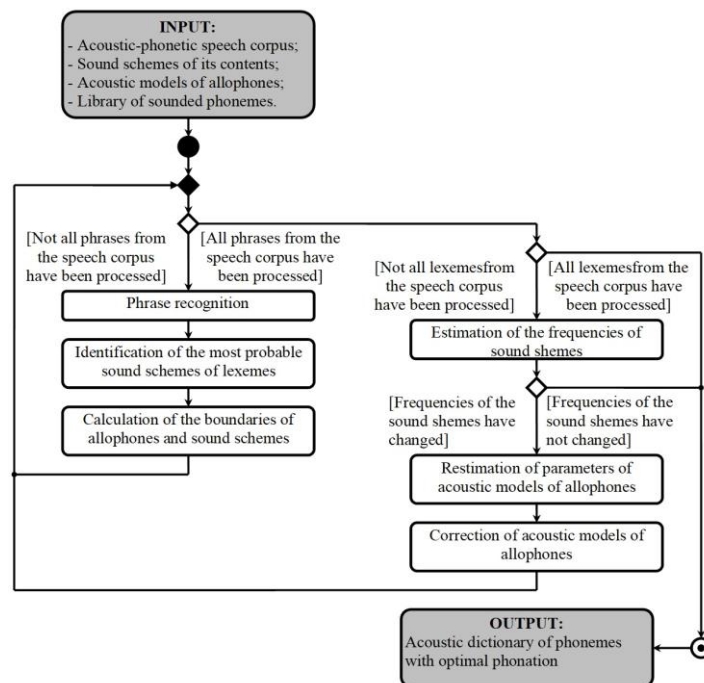 INPUT:
- Acoustic-phonetic speech corpus;
- Sound schemes of its contents;
- Acoustic models of allophones;
- Library of sounded phonemes.
[Not all phrases from
the speech corpus
have been processed]
[All phrases from the
speech corpus have
been processed]
Phrase recognition
Identification of the most probable
sound schemes of lexemes
Calculation of the boundaries of
allophones and sound schemes
[Not all lexemesfrom
the speech corpus
have been processed]
[All lexemesfrom the
speech corpus have
been processed]
Estimation of the frequencies of
sound shemes
[Frequencies of the
sound shemes have
changed]
[Frequencies of the
sound shemes have
not changed]
Restimation of parameters of
acoustic models of allophones
Correction of acoustic models of
allophones
OUTPUT:
Acoustic dictionary of phonemes
with optimal phonation